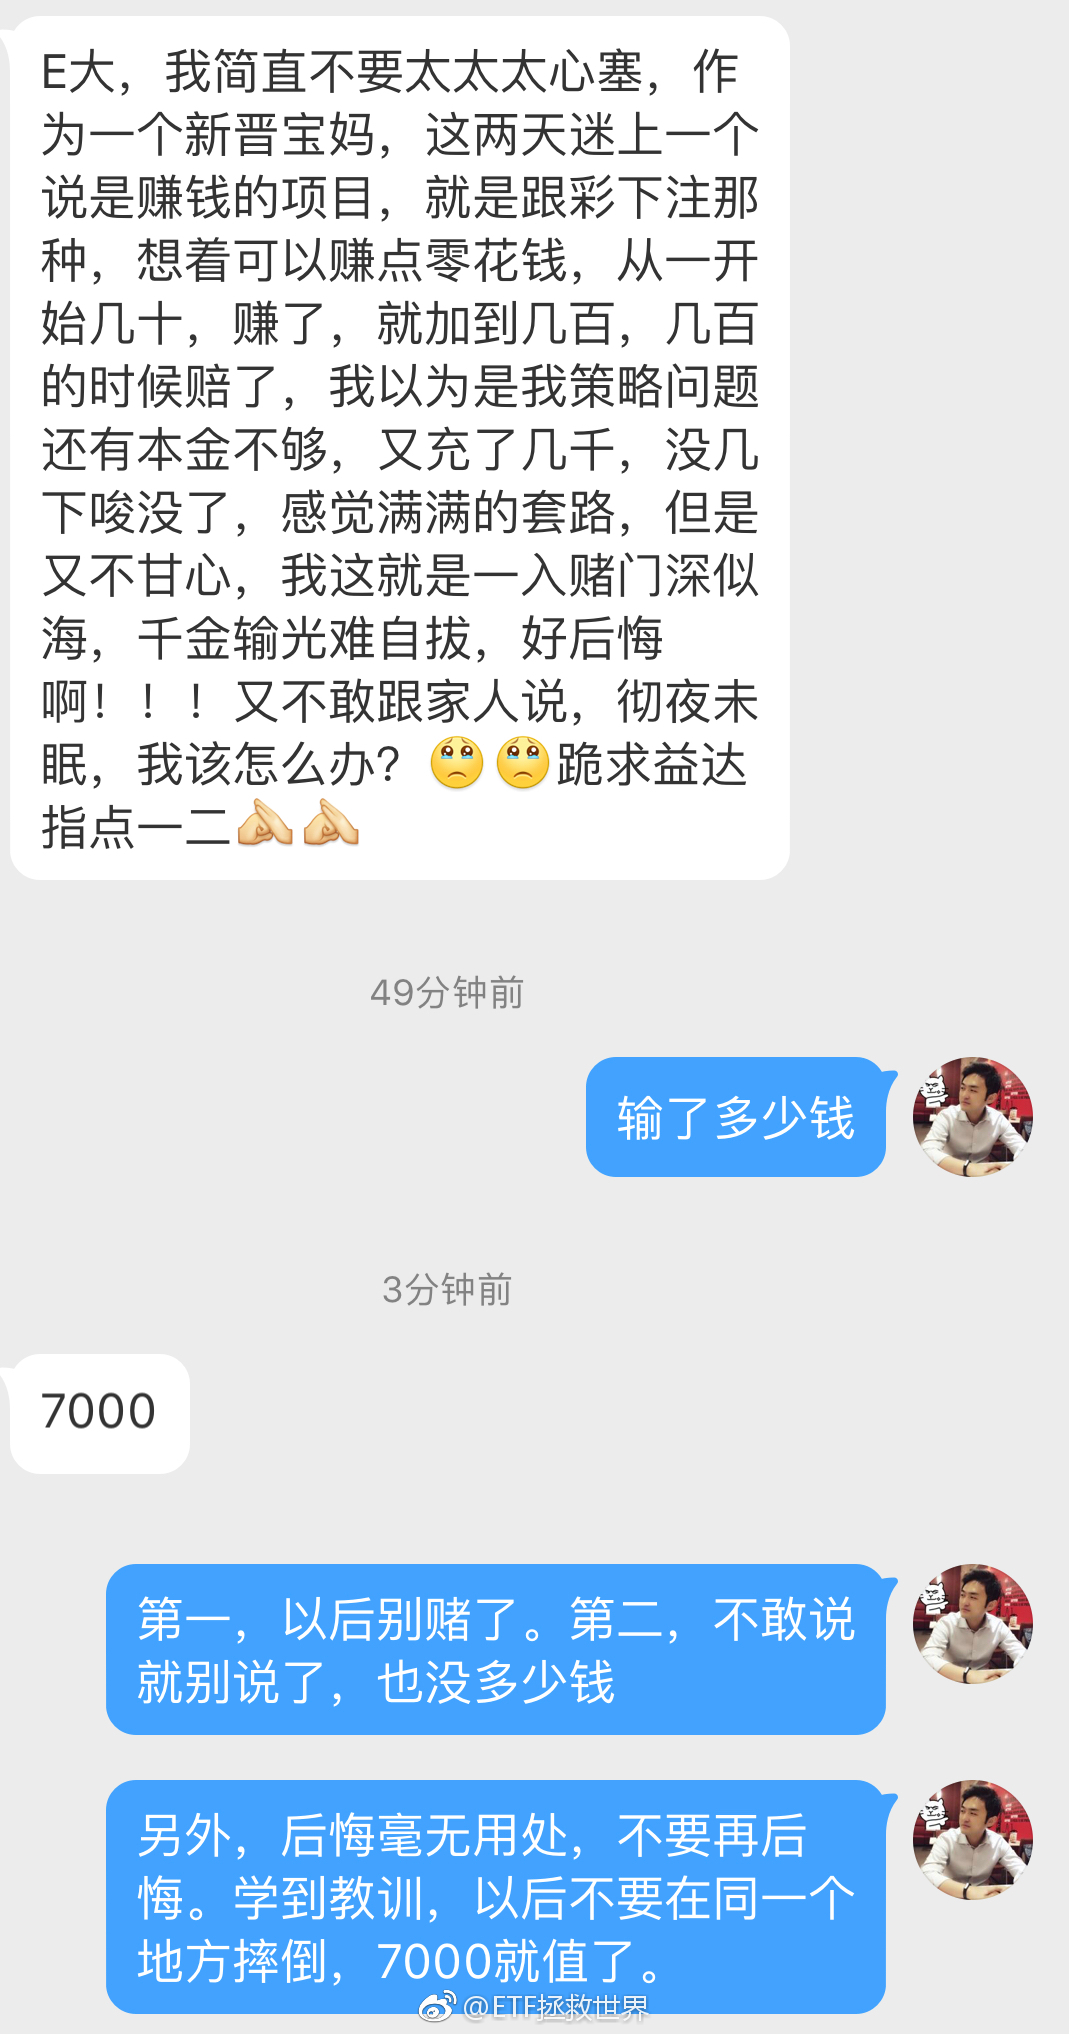 E大，我简直不要太太太心塞，作
为一个新晋宝妈，这两天迷上一个
说是赚钱的项目，就是跟彩下注那
种，想着可以赚点零花钱，从一开
始几十，赚了，就加到几百，几百
的时候赔了，我以为是我策略问题
还有本金不够，又充了几千，没几
下唆没了，感觉满满的套路，但是
又不甘心，我这就是一入赌门深似
海，千金输光难自拔，好后悔
啊！！！又不敢跟家人说，彻夜未
眠，我该怎么办？🥺🥺跪求益达
指点一二🙏🏻🙏🏻
49分钟前
输了多少钱
3分钟前
7000
第一，以后别赌了。第二，不敢说
就别说了，也没多少钱
另外，后悔毫无用处，不要再后
悔。学到教训，以后不要在同一个
地方摔倒，7000就值了。
@ETF拯救世界